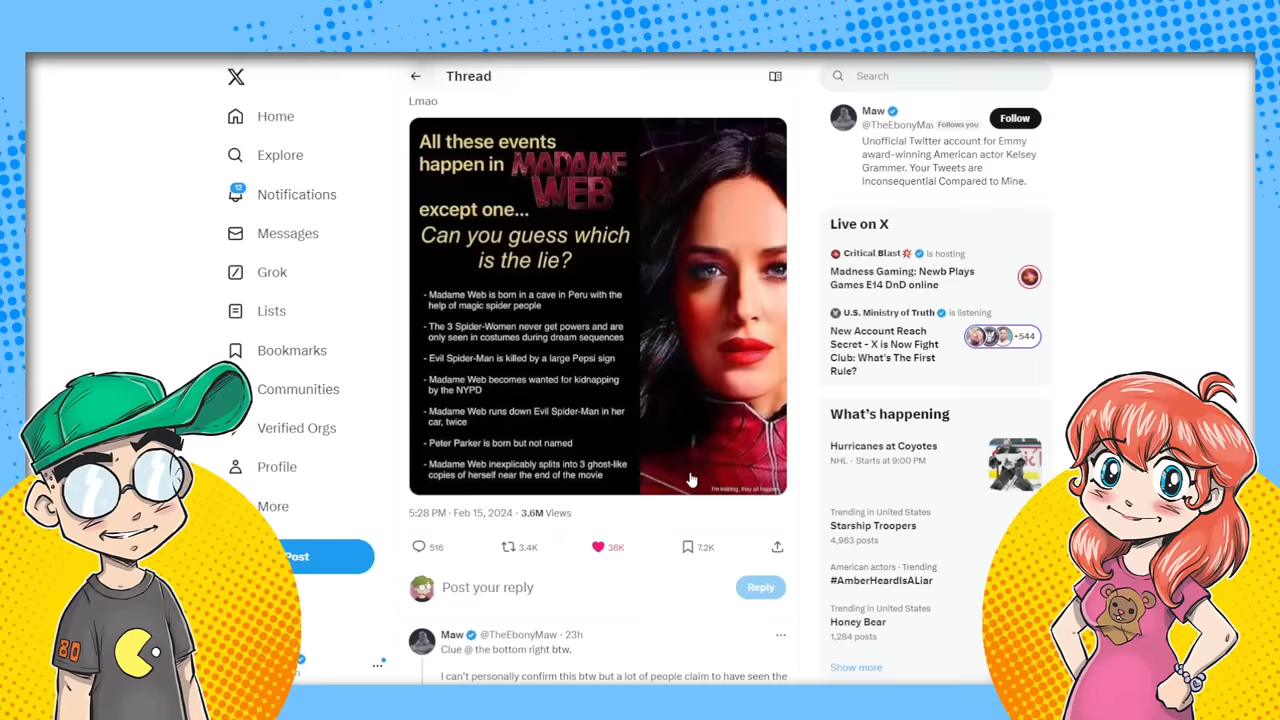 Home
Explore
12
Notifications
Messages
Grok
Lists
Bookmarks
Communities
Verified Orgs
Profile
More
Post
Thread
Lmao
All these events
happen in MADAME
WEB
except one...
Can you guess which
is the lie?
- Madame Web is born in a cave in Peru with the
help of magic spider people
- The 3 Spider-Women never get powers and are
only seen in costumes during dream sequences
- Evil Spider-Man is killed by a large Pepsi sign
- Madame Web becomes wanted for kidnapping
by the NYPD
- Madame Web runs down Evil Spider-Man in her
car, twice
- Peter Parker is born but not named
- Madame Web inexplicably splits into 3 ghost-like
copies of herself near the end of the movie
I'm kidding, they all happen
5:28 PM · Feb 15, 2024 · 3.6M Views
516 3.4K 36K 7.2K
Post your reply
Reply
Maw @TheEbonyMaw · 23h
Clue @ the bottom right btw.
I can't personally confirm this btw but a lot of people claim to have seen the
Search
Maw
@TheEbonyMaw Follows you
Follow
Unofficial Twitter account for Emmy
award-winning American actor Kelsey
Grammer. Your Tweets are
Inconsequential Compared to Mine.
Live on X
Critical Blast is hosting
Madness Gaming: Newb Plays
Games E14 DnD online
U.S. Ministry of Truth is listening
New Account Reach
Secret - X is Now Fight
Club: What's The First
Rule?
+544
What's happening
Hurricanes at Coyotes
NHL · Starts at 9:00 PM
Trending in United States
Starship Troopers
4,963 posts
American actors · Trending
#AmberHeardIsALiar
Trending in United States
Honey Bear
1,284 posts
Show more
80